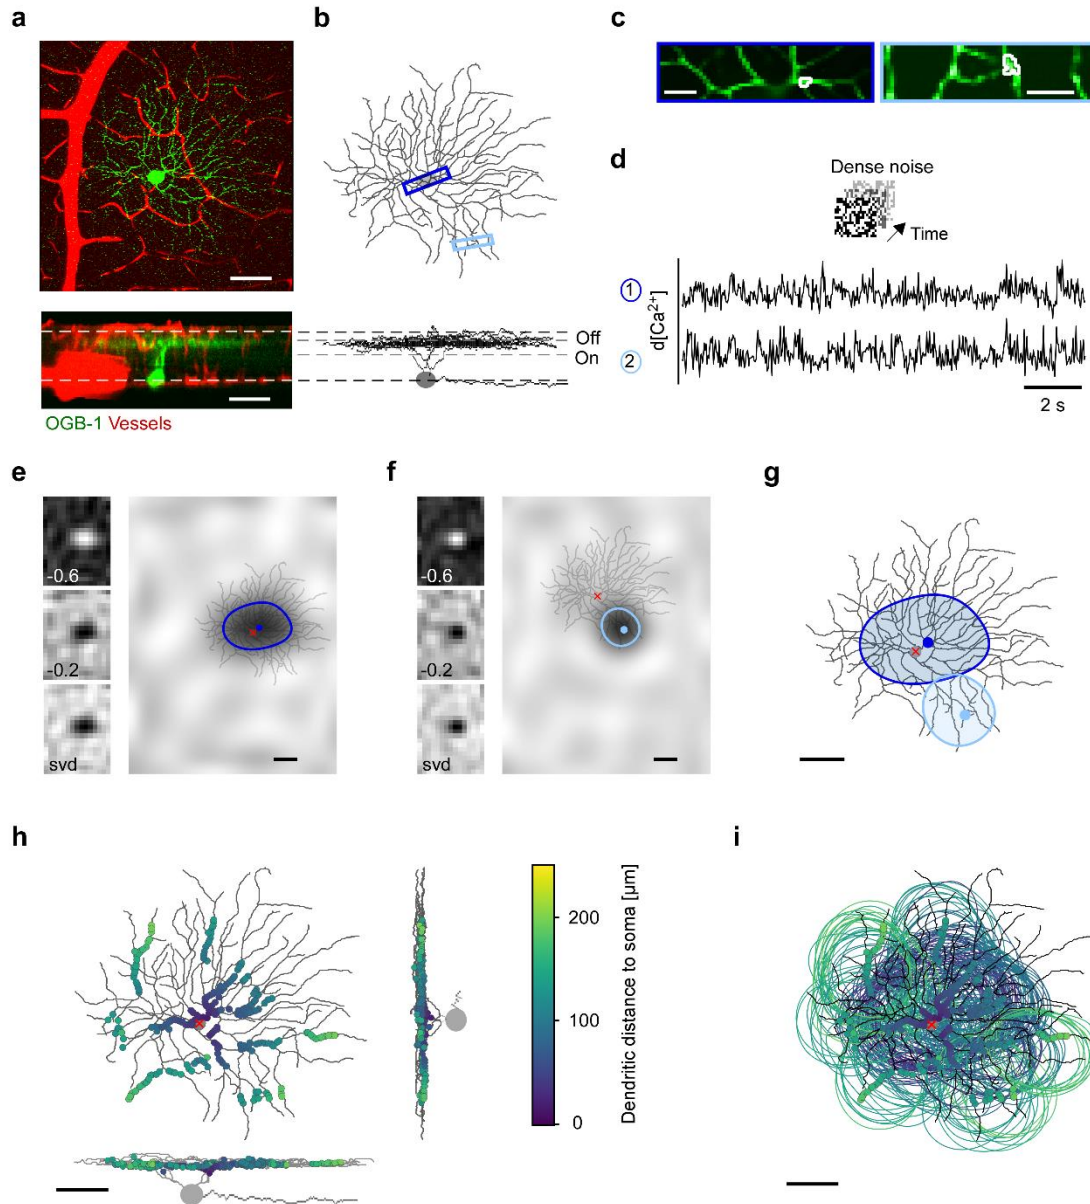 a
b
c
OGB-1 Vessels
Off
On
d
Dense noise
Time
d[Ca²⁺]
1
2
2 s
e
-0.6
-0.2
svd
f
-0.6
-0.2
svd
g
h
200
100
0
Dendritic distance to soma [µm]
i